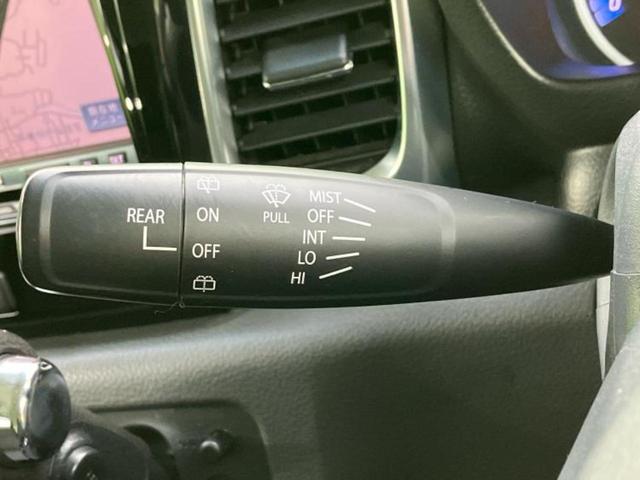 REAR
ON
OFF
PULL
MIST
OFF
INT
LO
HI